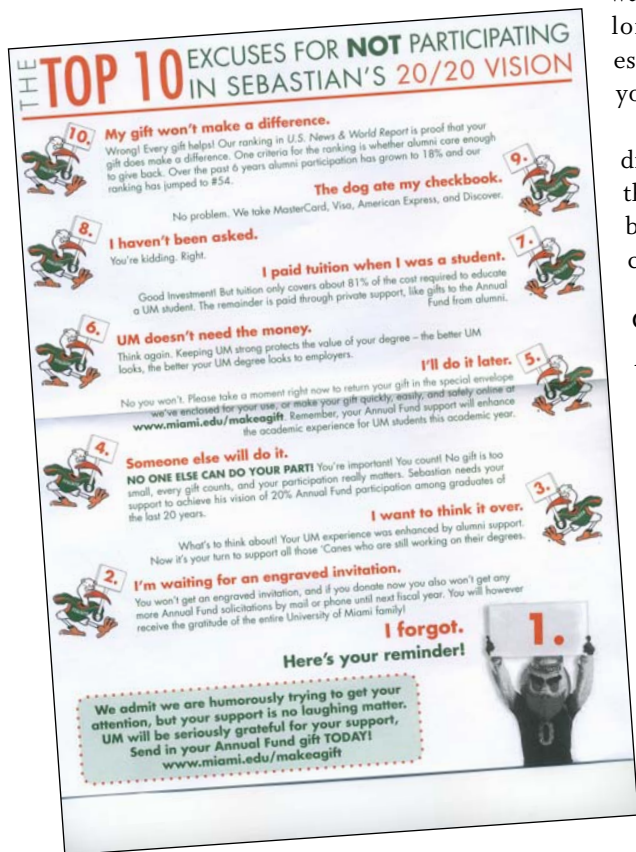 THE TOP 10 EXCUSES FOR NOT PARTICIPATING
IN SEBASTIAN'S 20/20 VISION
10. My gift won't make a difference.
Wrong! Every gift helps! Our ranking in U.S. News & World Report is proof that your
gift does make a difference. One criteria for the ranking is whether alumni care enough
to give back. Over the past 6 years alumni participation has grown to 18% and our
ranking has jumped to #54.
The dog ate my checkbook. 9.
No problem. We take MasterCard, Visa, American Express, and Discover.
8. I haven't been asked.
You're kidding. Right.
I paid tuition when I was a student. 7.
Good Investment! But tuition only covers about 81% of the cost required to educate
a UM student. The remainder is paid through private support, like gifts to the Annual
Fund from alumni.
6. UM doesn't need the money.
Think again. Keeping UM strong protects the value of your degree – the better UM
looks, the better your UM degree looks to employers.
I'll do it later. 5.
No you won't. Please take a moment right now to return your gift in the special envelope
we've enclosed for your use, or make your gift quickly, easily, and safely online at
www.miami.edu/makeagift. Remember, your Annual Fund support will enhance
the academic experience for UM students this academic year.
4. Someone else will do it.
NO ONE ELSE CAN DO YOUR PART! You're important! You count! No gift is too
small, every gift counts, and your participation really matters. Sebastian needs your
support to achieve his vision of 20% Annual Fund participation among graduates of
the last 20 years.
I want to think it over. 3.
What's to think about! Your UM experience was enhanced by alumni support.
Now it's your turn to support all those 'Canes who are still working on their degrees.
2. I'm waiting for an engraved invitation.
You won't get an engraved invitation, and if you donate now you also won't get any
more Annual Fund solicitations by mail or phone until next fiscal year. You will however
receive the gratitude of the entire University of Miami family!
I forgot. 1.
Here's your reminder!
We admit we are humorously trying to get your
attention, but your support is no laughing matter.
UM will be seriously grateful for your support,
Send in your Annual Fund gift TODAY!
www.miami.edu/makeagift